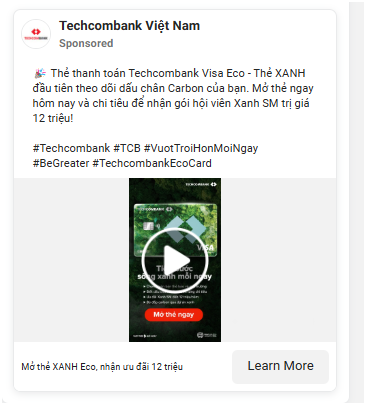 Techcombank Việt Nam
Sponsored
🎉 Thẻ thanh toán Techcombank Visa Eco - Thẻ XANH
đầu tiên theo dõi dấu chân Carbon của bạn. Mở thẻ ngay
hôm nay và chi tiêu để nhận gói hội viên Xanh SM trị giá
12 triệu!
#Techcombank #TCB #VuotTroiHonMoiNgay
#BeGreater #TechcombankEcoCard
TECHCOMBANK
VISA
sống xanh mỗi ngày
Mở thẻ ngay
Mở thẻ XANH Eco, nhận ưu đãi 12 triệu
Learn More